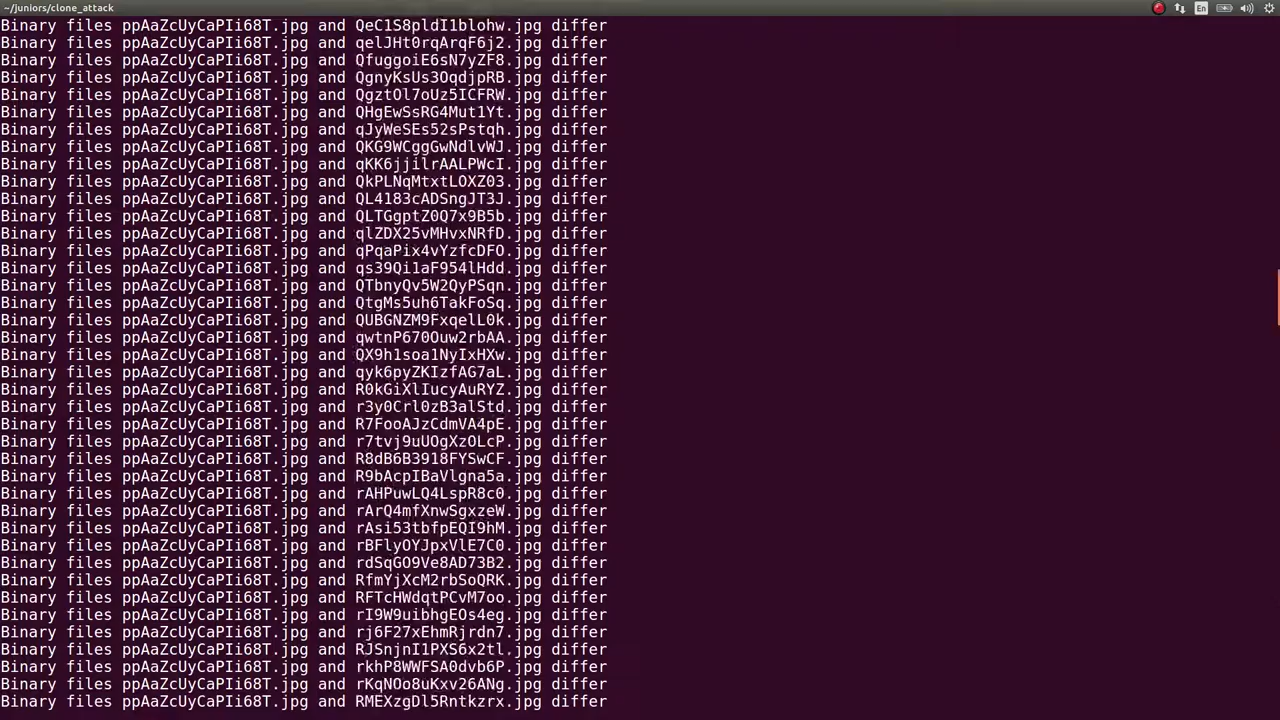 ~/juniors/clone_attack
En
Binary files ppAaZcUyCaPIi68T.jpg and QeC1S8pldI1blohw.jpg differ
Binary files ppAaZcUyCaPIi68T.jpg and qelJHt0rqArqF6j2.jpg differ
Binary files ppAaZcUyCaPIi68T.jpg and QfuggoiE6sN7yZF8.jpg differ
Binary files ppAaZcUyCaPIi68T.jpg and QgnyKsUs3OqdjpRB.jpg differ
Binary files ppAaZcUyCaPIi68T.jpg and QgztOl7oUz5ICFRW.jpg differ
Binary files ppAaZcUyCaPIi68T.jpg and QHgEwSsRG4Mut1Yt.jpg differ
Binary files ppAaZcUyCaPIi68T.jpg and qJyWeSEs52sPstqh.jpg differ
Binary files ppAaZcUyCaPIi68T.jpg and QKG9WCggGwNdlvWJ.jpg differ
Binary files ppAaZcUyCaPIi68T.jpg and qKK6jjilrAALPWcI.jpg differ
Binary files ppAaZcUyCaPIi68T.jpg and QkPLNqMtxtLOXZ03.jpg differ
Binary files ppAaZcUyCaPIi68T.jpg and QL4183cADSngJT3J.jpg differ
Binary files ppAaZcUyCaPIi68T.jpg and QLTGgptZ0Q7x9B5b.jpg differ
Binary files ppAaZcUyCaPIi68T.jpg and qlZDX25vMHvxNRfD.jpg differ
Binary files ppAaZcUyCaPIi68T.jpg and qPqaPix4vYzfcDFO.jpg differ
Binary files ppAaZcUyCaPIi68T.jpg and qs39Qi1aF954lHdd.jpg differ
Binary files ppAaZcUyCaPIi68T.jpg and QTbnyQv5W2QyPSqn.jpg differ
Binary files ppAaZcUyCaPIi68T.jpg and QtgMs5uh6TakFoSq.jpg differ
Binary files ppAaZcUyCaPIi68T.jpg and QUBGNZM9FxqelL0k.jpg differ
Binary files ppAaZcUyCaPIi68T.jpg and qwtnP670Ouw2rbAA.jpg differ
Binary files ppAaZcUyCaPIi68T.jpg and QX9h1soa1NyIxHXw.jpg differ
Binary files ppAaZcUyCaPIi68T.jpg and qyk6pyZKIzfAG7aL.jpg differ
Binary files ppAaZcUyCaPIi68T.jpg and R0kGiXlIucyAuRYZ.jpg differ
Binary files ppAaZcUyCaPIi68T.jpg and r3y0Crl0zB3alStd.jpg differ
Binary files ppAaZcUyCaPIi68T.jpg and R7FooAJzCdmVA4pE.jpg differ
Binary files ppAaZcUyCaPIi68T.jpg and r7tvj9uUOgXzOLcP.jpg differ
Binary files ppAaZcUyCaPIi68T.jpg and R8dB6B3918FYSwCF.jpg differ
Binary files ppAaZcUyCaPIi68T.jpg and R9bAcpIBaVlgna5a.jpg differ
Binary files ppAaZcUyCaPIi68T.jpg and rAHPuwLQ4LspR8c0.jpg differ
Binary files ppAaZcUyCaPIi68T.jpg and rArQ4mfXnwSgxzeW.jpg differ
Binary files ppAaZcUyCaPIi68T.jpg and rAsi53tbfpEQI9hM.jpg differ
Binary files ppAaZcUyCaPIi68T.jpg and rBFlyOYJpxVlE7C0.jpg differ
Binary files ppAaZcUyCaPIi68T.jpg and rdSqGO9Ve8AD73B2.jpg differ
Binary files ppAaZcUyCaPIi68T.jpg and RfmYjXcM2rbSoQRK.jpg differ
Binary files ppAaZcUyCaPIi68T.jpg and RFTcHWdqtPCvM7oo.jpg differ
Binary files ppAaZcUyCaPIi68T.jpg and rI9W9uibhgEOs4eg.jpg differ
Binary files ppAaZcUyCaPIi68T.jpg and rj6F27xEhmRjrdn7.jpg differ
Binary files ppAaZcUyCaPIi68T.jpg and RJSnjnI1PXS6x2tl.jpg differ
Binary files ppAaZcUyCaPIi68T.jpg and rkhP8WWFSA0dvb6P.jpg differ
Binary files ppAaZcUyCaPIi68T.jpg and rKqNOo8uKxv26ANg.jpg differ
Binary files ppAaZcUyCaPIi68T.jpg and RMEXzgDl5Rntkzrx.jpg differ